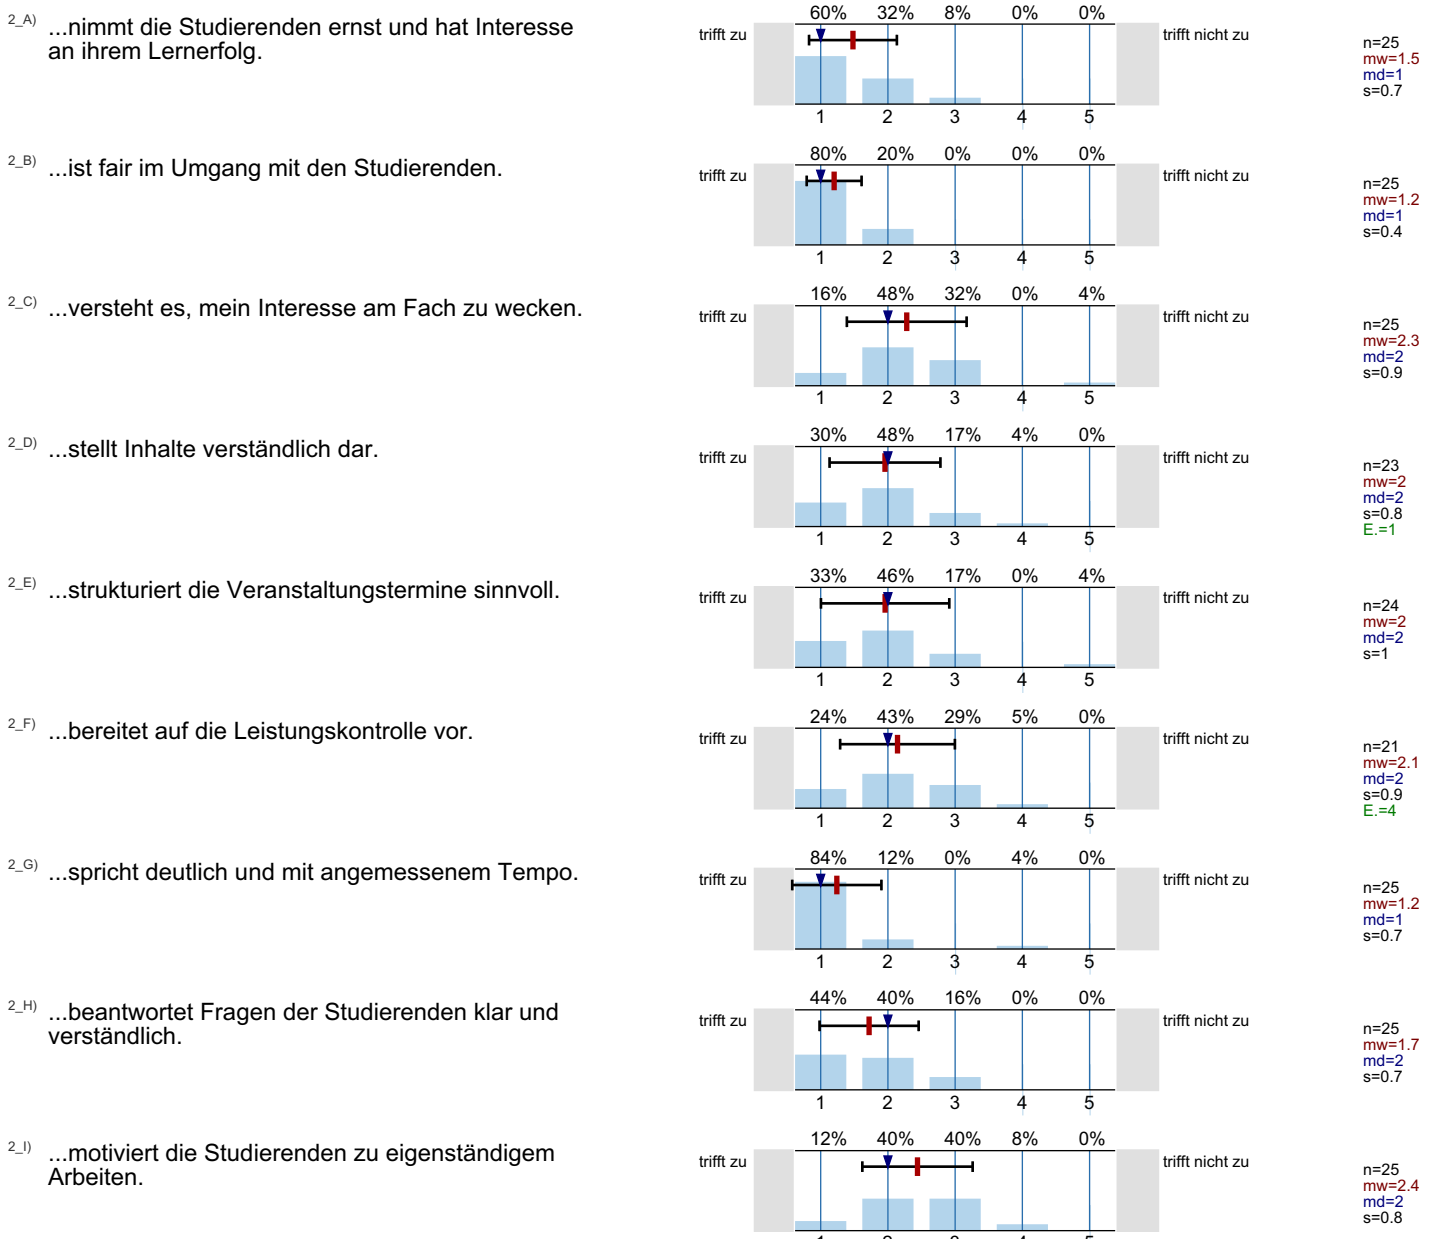 2_A) ...nimmt die Studierenden ernst und hat Interesse
an ihrem Lernerfolg.
60% 32% 8% 0% 0%
trifft zu trifft nicht zu
1 2 3 4 5
n=25
mw=1.5
md=1
s=0.7
2_B) ...ist fair im Umgang mit den Studierenden.
80% 20% 0% 0% 0%
trifft zu trifft nicht zu
1 2 3 4 5
n=25
mw=1.2
md=1
s=0.4
2_C) ...versteht es, mein Interesse am Fach zu wecken.
16% 48% 32% 0% 4%
trifft zu trifft nicht zu
1 2 3 4 5
n=25
mw=2.3
md=2
s=0.9
2_D) ...stellt Inhalte verständlich dar.
30% 48% 17% 4% 0%
trifft zu trifft nicht zu
1 2 3 4 5
n=23
mw=2
md=2
s=0.8
E.=1
2_E) ...strukturiert die Veranstaltungstermine sinnvoll.
33% 46% 17% 0% 4%
trifft zu trifft nicht zu
1 2 3 4 5
n=24
mw=2
md=2
s=1
2_F) ...bereitet auf die Leistungskontrolle vor.
24% 43% 29% 5% 0%
trifft zu trifft nicht zu
1 2 3 4 5
n=21
mw=2.1
md=2
s=0.9
E.=4
2_G) ...spricht deutlich und mit angemessenem Tempo.
84% 12% 0% 4% 0%
trifft zu trifft nicht zu
1 2 3 4 5
n=25
mw=1.2
md=1
s=0.7
2_H) ...beantwortet Fragen der Studierenden klar und
verständlich.
44% 40% 16% 0% 0%
trifft zu trifft nicht zu
1 2 3 4 5
n=25
mw=1.7
md=2
s=0.7
2_I) ...motiviert die Studierenden zu eigenständigem
Arbeiten.
12% 40% 40% 8% 0%
trifft zu trifft nicht zu
n=25
mw=2.4
md=2
s=0.8